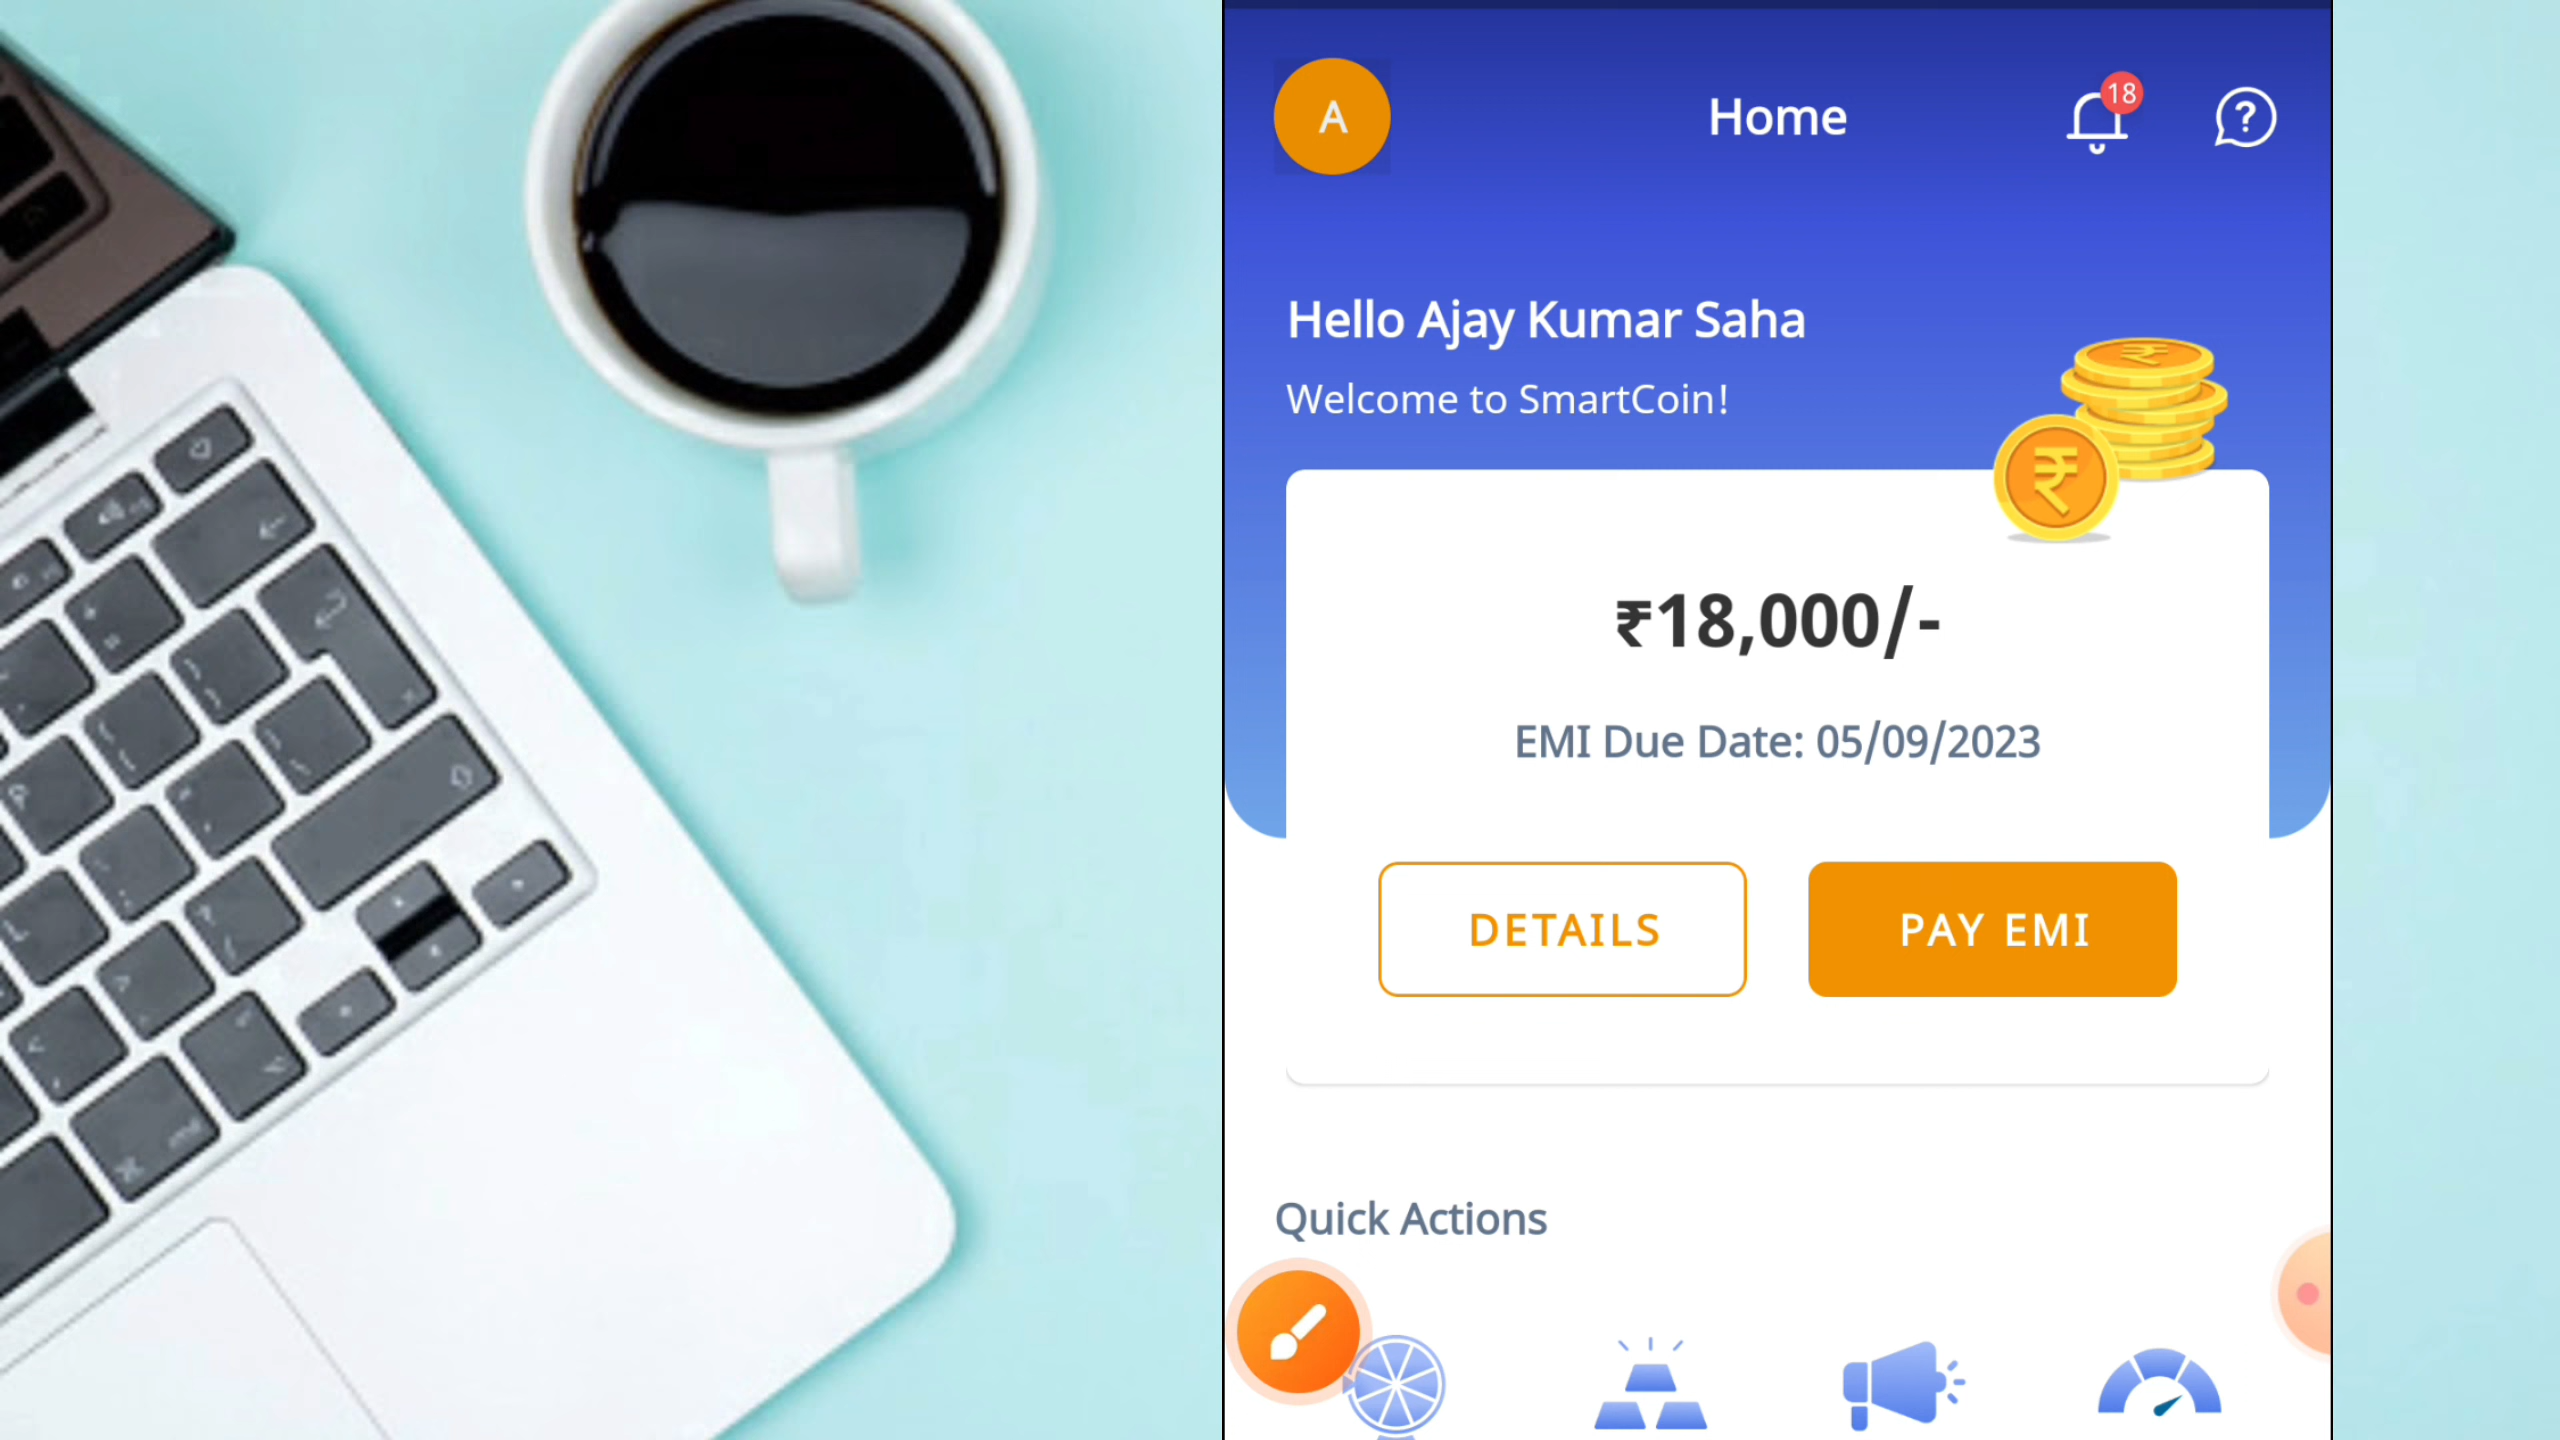 A
Home
18
?
Hello Ajay Kumar Saha
Welcome to SmartCoin!
₹18,000/-
EMI Due Date: 05/09/2023
DETAILS
PAY EMI
Quick Actions